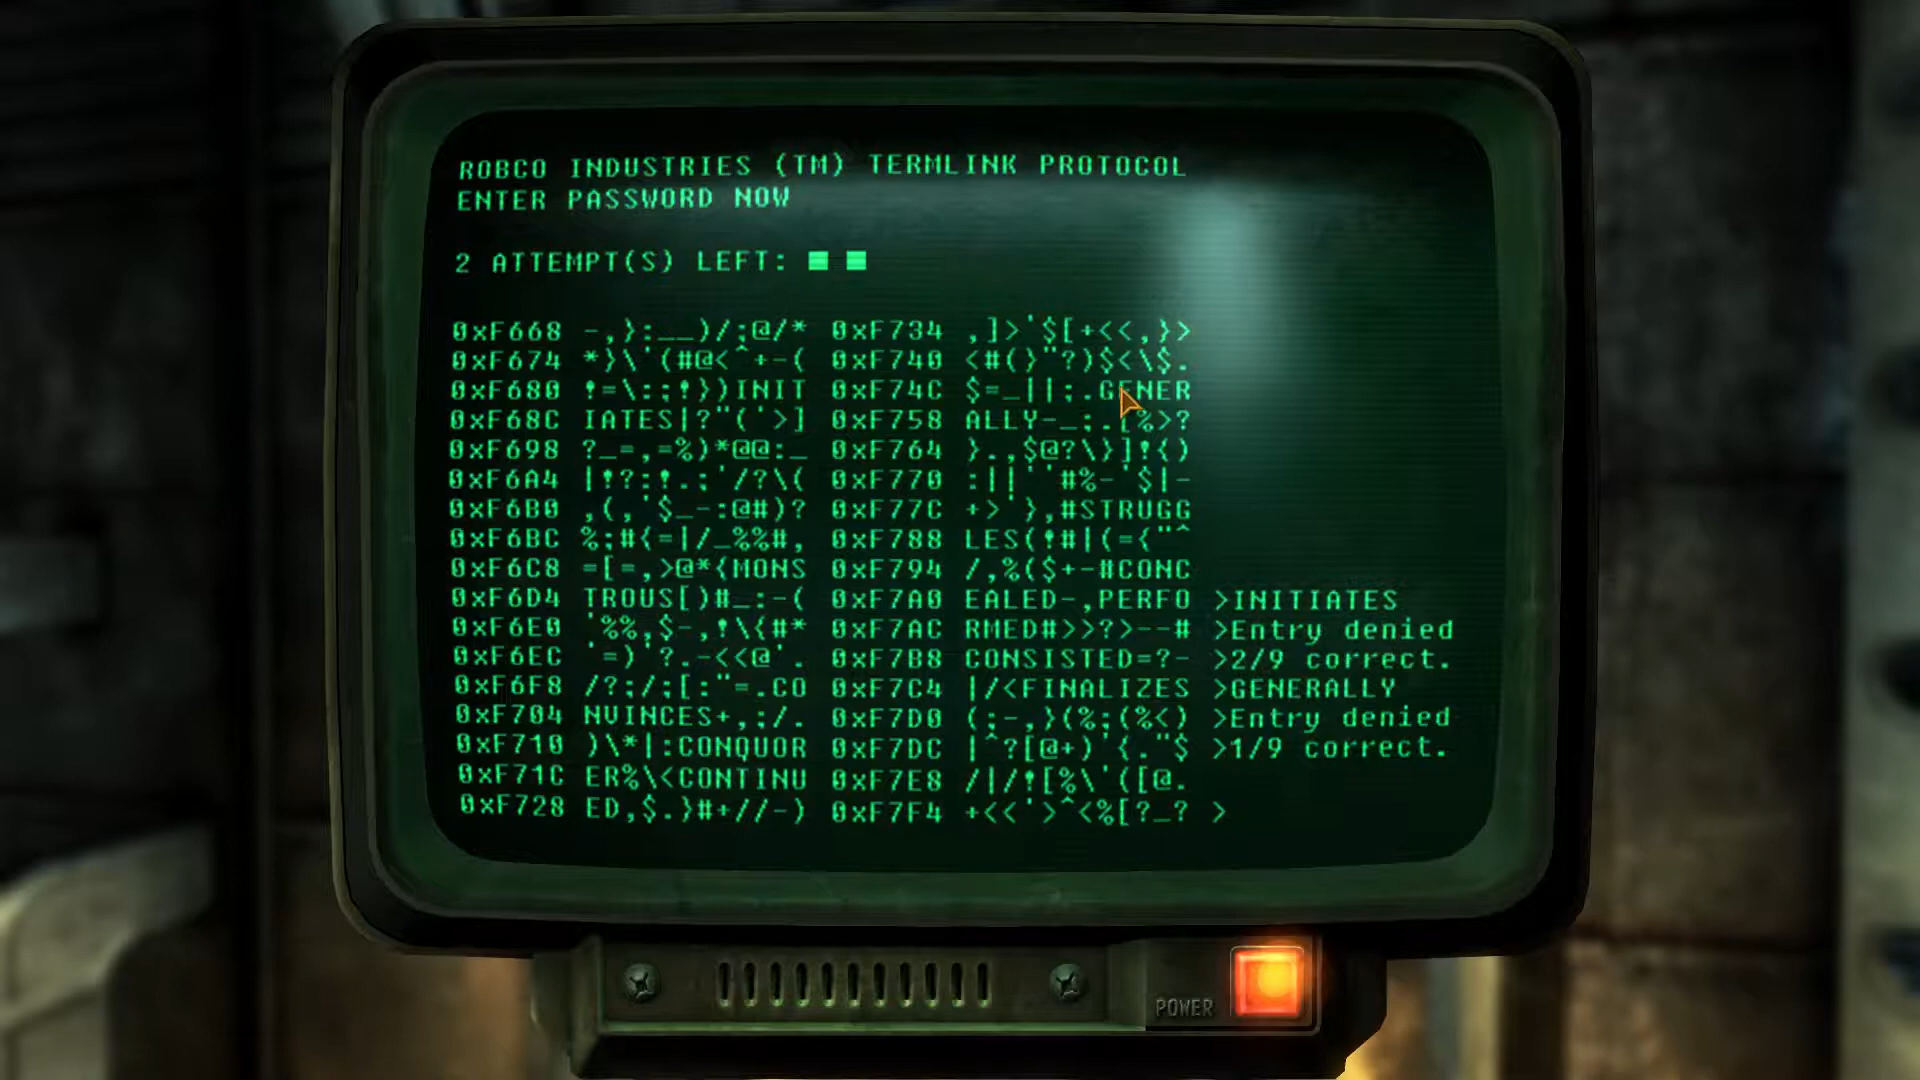 ROBCO INDUSTRIES (TM) TERMLINK PROTOCOL
ENTER PASSWORD NOW
2 ATTEMPT(S) LEFT: ■ ■
0xF668 -,}:__)/;@/* 0xF734 ,]>'$[+<<,}>
0xF674 *}\'(#@<^+-( 0xF740 <#()"?)$<\$.
0xF680 !=\:;!})INIT 0xF74C $=_||;.GENER
0xF68C IATES|?"('>] 0xF758 ALLY-_;.[%>?
0xF698 ?_=,=%)*@@:_ 0xF764 }.,$@?\}]!{)
0xF6A4 |!?:!.;'/?\( 0xF770 :||''#%-'$|-
0xF6B0 ,(,'$_-:@#)? 0xF77C +>'},#STRUGG
0xF6BC %;#{=|/_%%#, 0xF788 LES(!#|(={"^
0xF6C8 =[=,>@*{MONS 0xF794 /,%($+-#CONC
0xF6D4 TROUS[)#_:-( 0xF7A0 EALED-,PERFO >INITIATES
0xF6E0 '%%,$-,!\{#* 0xF7AC RMED#>>?>--# >Entry denied
0xF6EC '=)'?.-<<@'. 0xF7B8 CONSISTED=?- >2/9 correct.
0xF6F8 /?;/;[:"=.CO 0xF7C4 |/<FINALIZES >GENERALLY
0xF704 NVINCES+,;/. 0xF7D0 (;-,}(%;(%<) >Entry denied
0xF710 )\*|:CONQUOR 0xF7DC |^?[@+)'{."$ >1/9 correct.
0xF71C ER%\<CONTINU 0xF7E8 /|/![%\'([@.
0xF728 ED,$.}#+//-) 0xF7F4 +<<'>^<%[?_? >
POWER